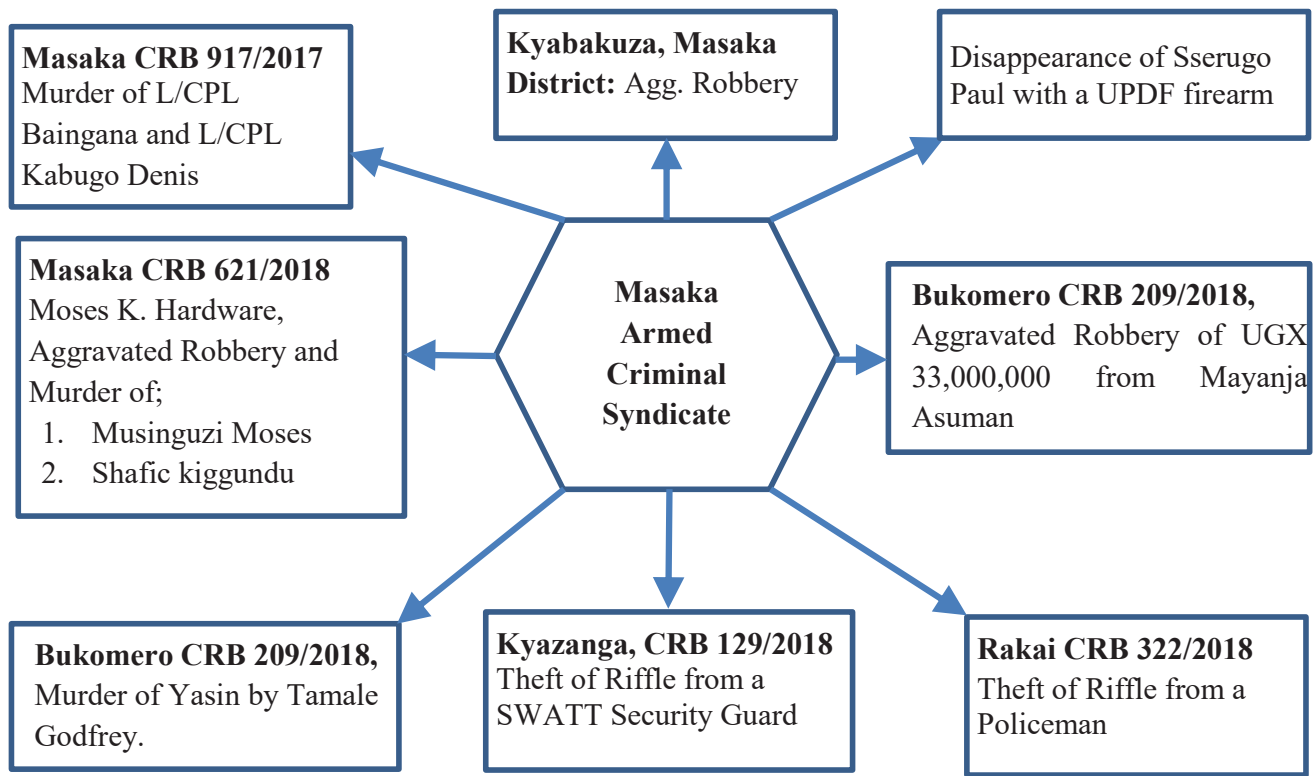 Masaka CRB 917/2017
Murder of L/CPL
Baingana and L/CPL
Kabugo Denis
Kyabakuza, Masaka
District: Agg. Robbery
Disappearance of Sserugo
Paul with a UPDF firearm
Masaka CRB 621/2018
Moses K. Hardware,
Aggravated Robbery and
Murder of;
1. Musinguzi Moses
2. Shafic kiggundu
Masaka
Armed
Criminal
Syndicate
Bukomero CRB 209/2018,
Aggravated Robbery of UGX
33,000,000 from Mayanja
Asuman
Bukomero CRB 209/2018,
Murder of Yasin by Tamale
Godfrey.
Kyazanga, CRB 129/2018
Theft of Riffle from a
SWATT Security Guard
Rakai CRB 322/2018
Theft of Riffle from a
Policeman